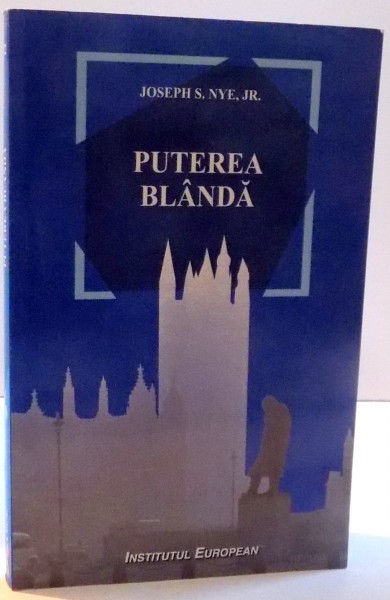 JOSEPH S. NYE, JR.
PUTEREA
BLÂNDĂ
INSTITUTUL EUROPEAN